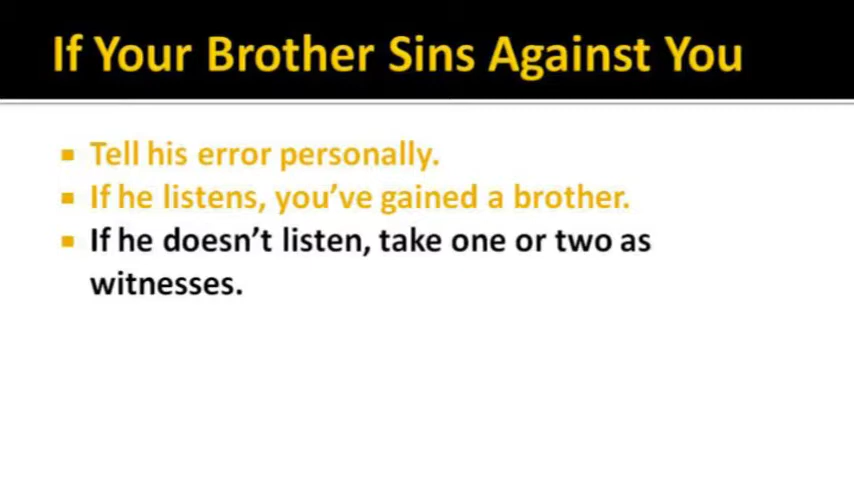 If Your Brother Sins Against You
Tell his error personally.
If he listens, you've gained a brother.
If he doesn't listen, take one or two as
witnesses.